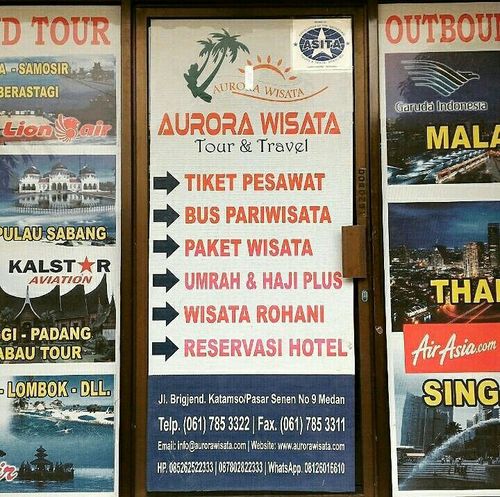 D TOUR
A - SAMOSIR
BERASTAGI
Lion air
PULAU SABANG
KALSTAR
AVIATION
GGI - PADANG
ABAU TOUR
- LOMBOK - DLL.
ir
ASITA
AURORA WISATA
AURORA WISATA
Tour & Travel
TIKET PESAWAT
BUS PARIWISATA
PAKET WISATA
UMRAH & HAJI PLUS
WISATA ROHANI
RESERVASI HOTEL
Jl. Brigjend. Katamso/Pasar Senen No 9 Medan
Telp. (061) 785 3322 | Fax. (061) 785 3311
Email: info@aurorawisata.com | Website: www.aurorawisata.com
HP. 085262522333 | 087802822333 | WhatsApp. 08126016610
OUTBOU
Garuda Indonesia
MALA
THA
AirAsia.com
SING